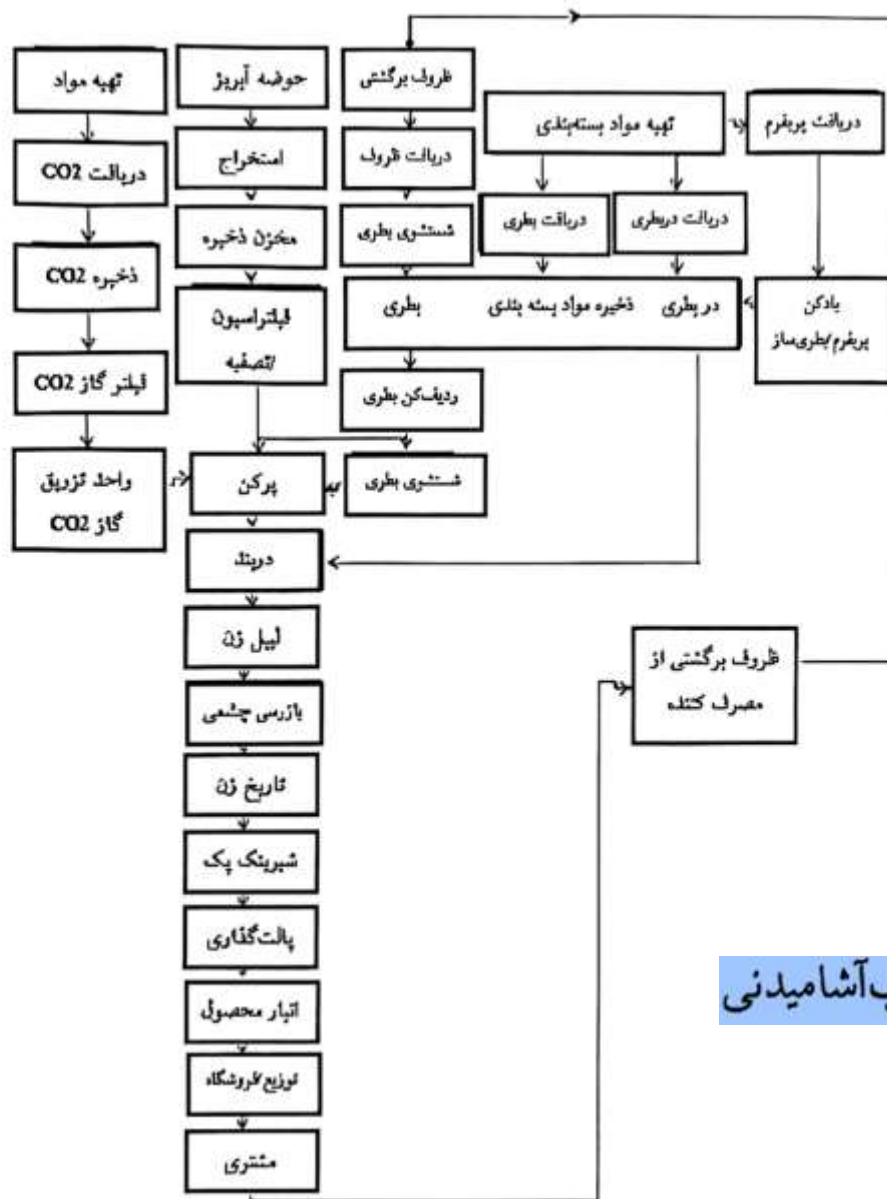 تهیه مواد
دریافت CO2
ذخیره CO2
فیلتر گاز CO2
واحد تزریق
گاز CO2
حوضه آبریز
استخراج
مخزن ذخیره
فیلتراسیون
/تصفیه
پرکن
دربند
لیبل زن
بازرسی چشمی
تاریخ زن
شیرینک پک
پالت‌گذاری
انبار محصول
توزیع/فروشگاه
مشتری
ظروف برگشتی
دریافت ظروف
شستشوی بطری
بطری
ذخیره مواد بسته بندی
در بطری
ردیف‌کن بطری
شستشوی بطری
تهیه مواد بسته‌بندی
دریافت بطری
دریافت دربطری
دریافت پریفرم
بادکن
پریفرم/بطری‌ساز
ظروف برگشتی از
مصرف کننده
ب‌آشامیدنی